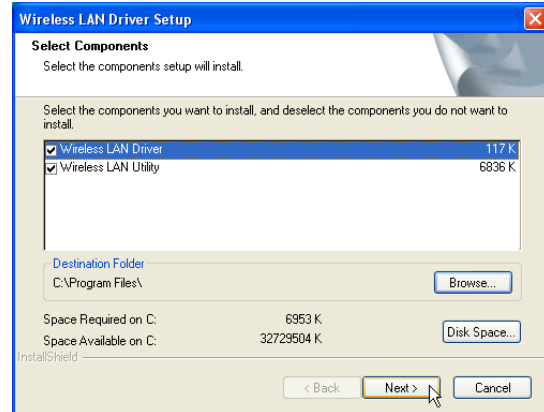 Wireless LAN Driver Setup
Select Components
Select the components setup will install.
Select the components you want to install, and deselect the components you do not want to
install.
Wireless LAN Driver 117 K
Wireless LAN Utility 6836 K
Destination Folder
C:\Program Files\
Browse...
Space Required on C: 6953 K
Space Available on C: 32729504 K
Disk Space...
InstallShield
< Back Next > Cancel